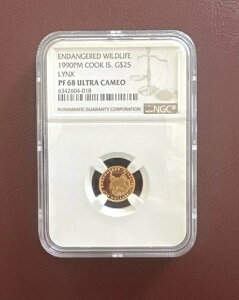 ENDANGERED WILDLIFE
1990PM COOK IS. G$25
LYNX
PF 68 ULTRA CAMEO
6342604-018
NUMISMATIC GUARANTY CORPORATION
NGC